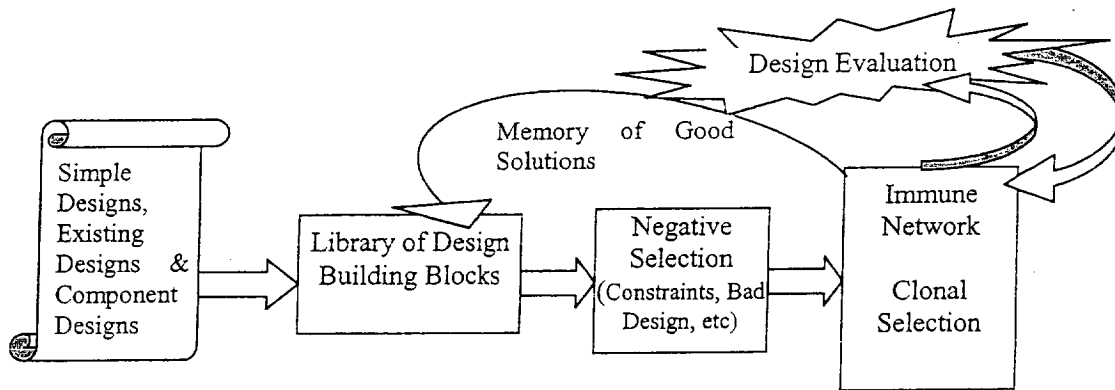 Design Evaluation
Memory of Good
Solutions
Simple
Designs,
Existing
Designs &
Component
Designs
Library of Design
Building Blocks
Negative
Selection
(Constraints, Bad
Design, etc)
Immune
Network
Clonal
Selection